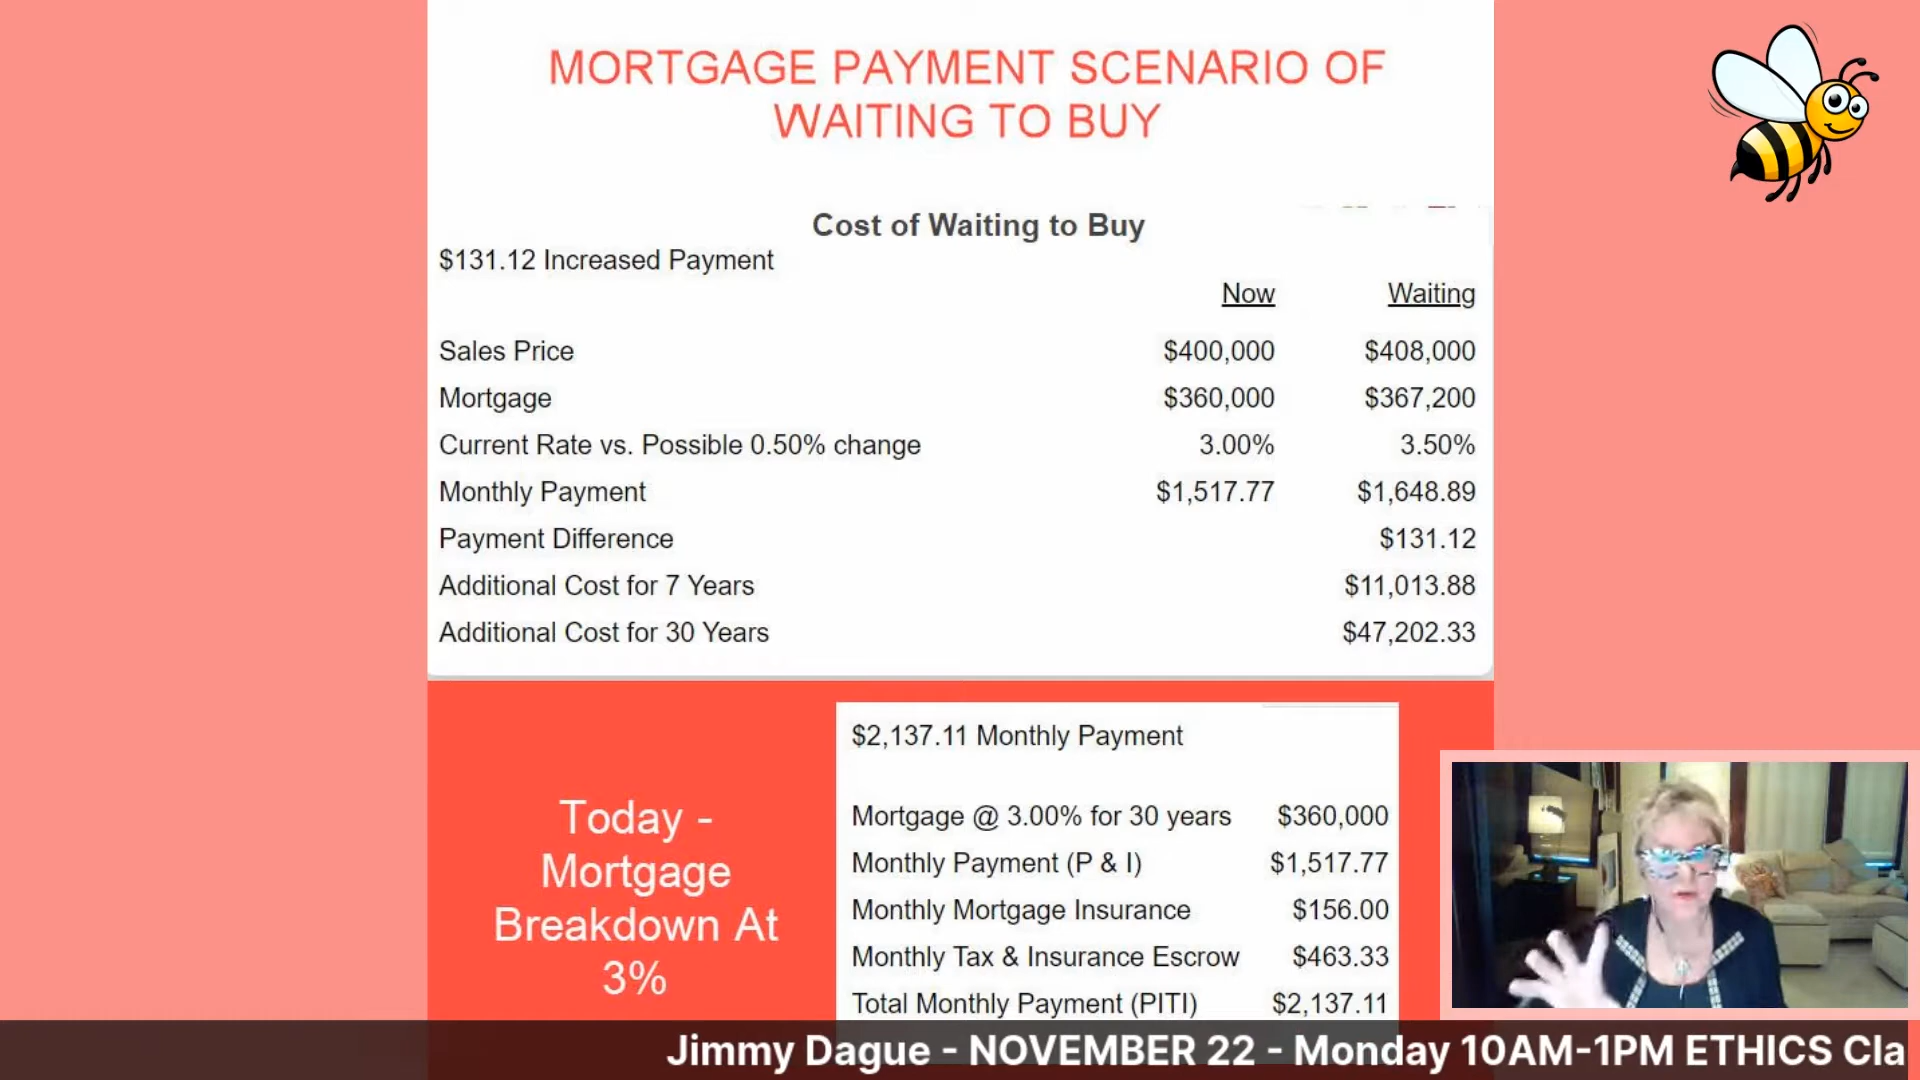 MORTGAGE PAYMENT SCENARIO OF
WAITING TO BUY
Cost of Waiting to Buy
$131.12 Increased Payment
Now Waiting
Sales Price $400,000 $408,000
Mortgage $360,000 $367,200
Current Rate vs. Possible 0.50% change 3.00% 3.50%
Monthly Payment $1,517.77 $1,648.89
Payment Difference $131.12
Additional Cost for 7 Years $11,013.88
Additional Cost for 30 Years $47,202.33
Today -
Mortgage
Breakdown At
3%
$2,137.11 Monthly Payment
Mortgage @ 3.00% for 30 years $360,000
Monthly Payment (P & I) $1,517.77
Monthly Mortgage Insurance $156.00
Monthly Tax & Insurance Escrow $463.33
Total Monthly Payment (PITI) $2,137.11
Jimmy Dague - NOVEMBER 22 - Monday 10AM-1PM ETHICS Cla